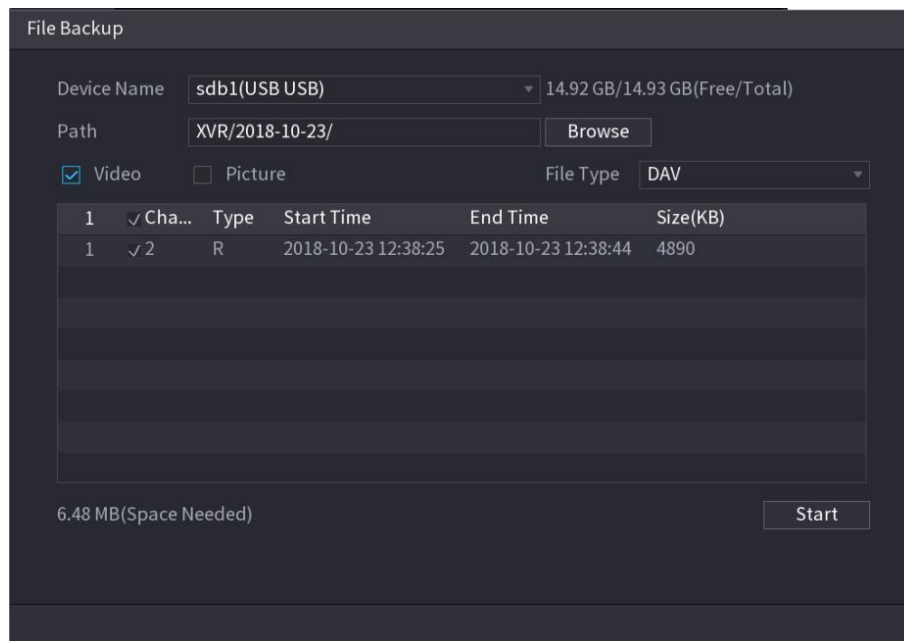 File Backup
Device Name sdb1(USB USB) 14.92 GB/14.93 GB(Free/Total)
Path XVR/2018-10-23/ Browse
Video Picture File Type DAV
1 Cha... Type Start Time End Time Size(KB)
1 2 R 2018-10-23 12:38:25 2018-10-23 12:38:44 4890
6.48 MB(Space Needed) Start